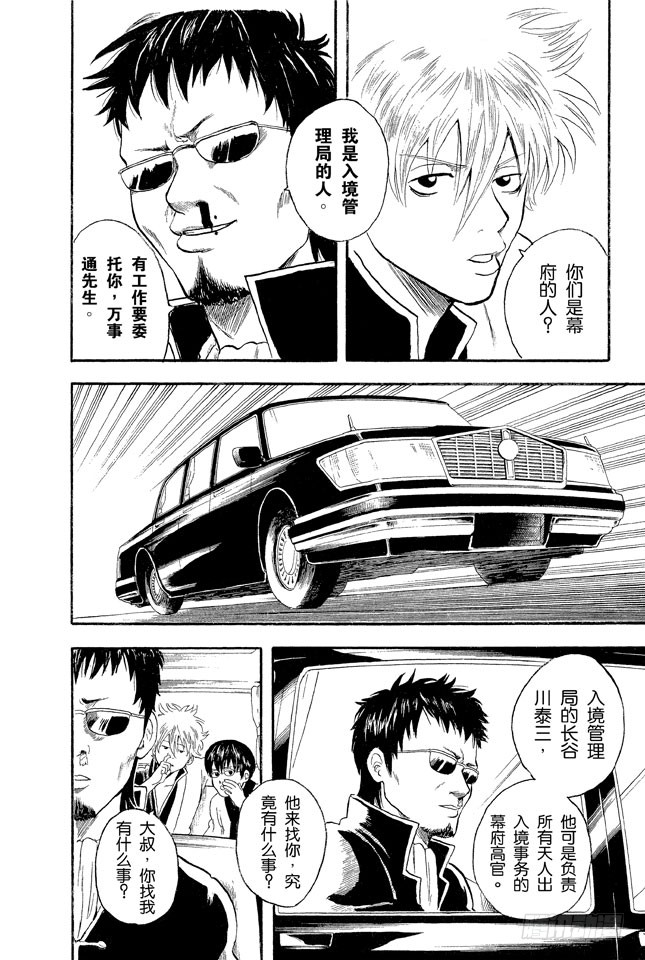 你们是幕
府的人？
我是入境管
理局的人。
有工作要委
托你，万事
通先生。
入境管理
局的长谷
川泰三，
他可是负责
所有天人出
入境事务的
幕府高官。
他来找你，究
竟有什么事？
大叔，你找我
有什么事？